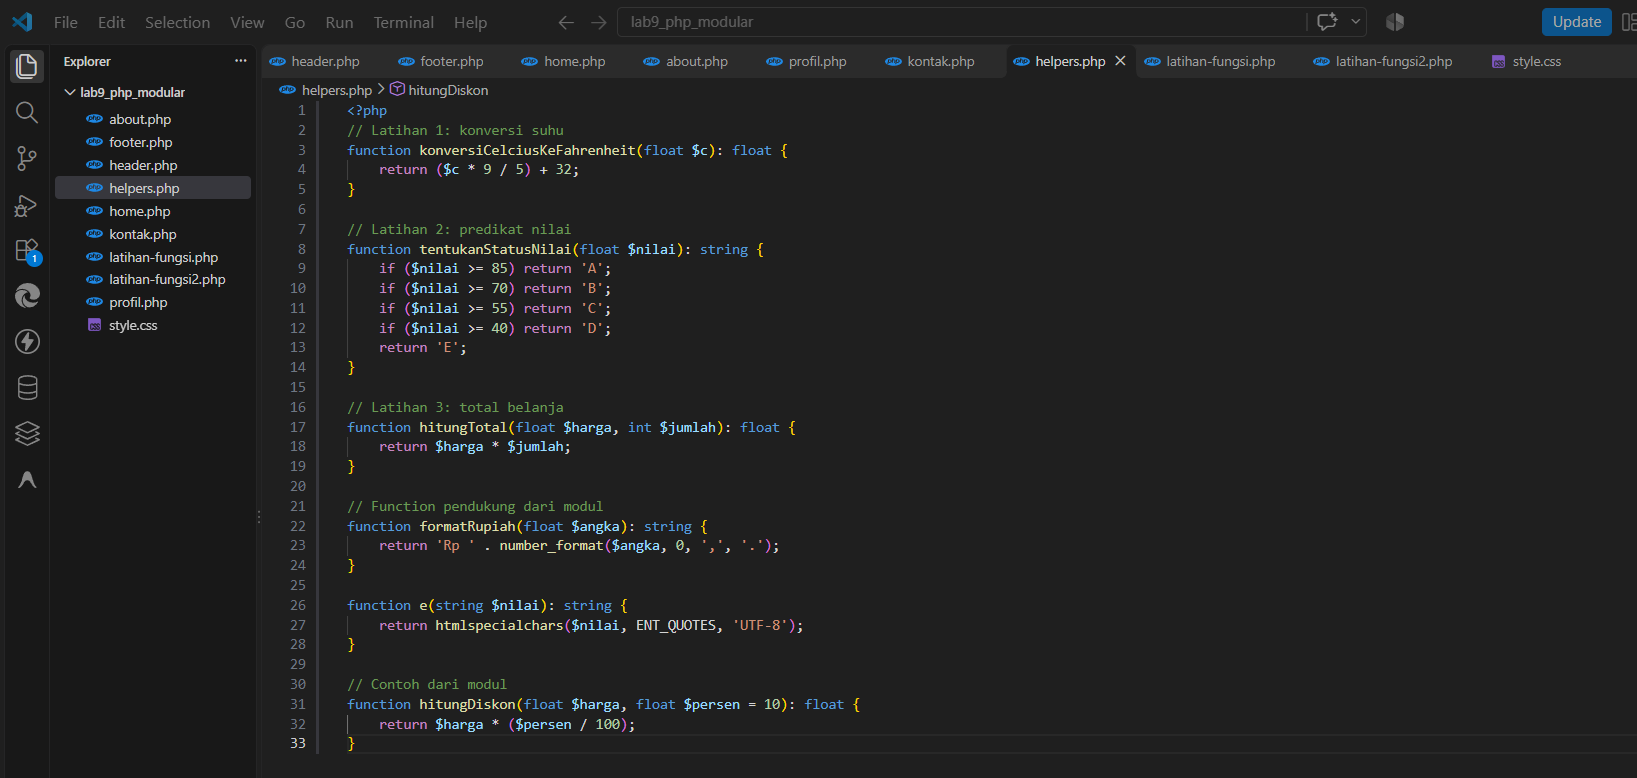 File Edit Selection View Go Run Terminal Help
lab9_php_modular
Update
Explorer
lab9_php_modular
about.php
footer.php
header.php
helpers.php
home.php
kontak.php
latihan-fungsi.php
latihan-fungsi2.php
profil.php
style.css
1
header.php footer.php home.php about.php profil.php kontak.php helpers.php latihan-fungsi.php latihan-fungsi2.php style.css
helpers.php > hitungDiskon
1 <?php
2 // Latihan 1: konversi suhu
3 function konversiCelciusKeFahrenheit(float $c): float {
4     return ($c * 9 / 5) + 32;
5 }
6
7 // Latihan 2: predikat nilai
8 function tentukanStatusNilai(float $nilai): string {
9     if ($nilai >= 85) return 'A';
10     if ($nilai >= 70) return 'B';
11     if ($nilai >= 55) return 'C';
12     if ($nilai >= 40) return 'D';
13     return 'E';
14 }
15
16 // Latihan 3: total belanja
17 function hitungTotal(float $harga, int $jumlah): float {
18     return $harga * $jumlah;
19 }
20
21 // Function pendukung dari modul
22 function formatRupiah(float $angka): string {
23     return 'Rp ' . number_format($angka, 0, ',', '.');
24 }
25
26 function e(string $nilai): string {
27     return htmlspecialchars($nilai, ENT_QUOTES, 'UTF-8');
28 }
29
30 // Contoh dari modul
31 function hitungDiskon(float $harga, float $persen = 10): float {
32     return $harga * ($persen / 100);
33 }